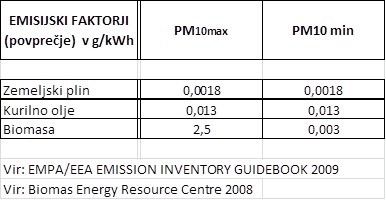 EMISIJSKI FAKTORJI PM10max PM10 min
(povprečje) v g/kWh
Zemeljski plin 0,0018 0,0018
Kurilno olje 0,013 0,013
Biomasa 2,5 0,003
Vir: EMPA/EEA EMISSION INVENTORY GUIDEBOOK 2009
Vir: Biomas Energy Resource Centre 2008